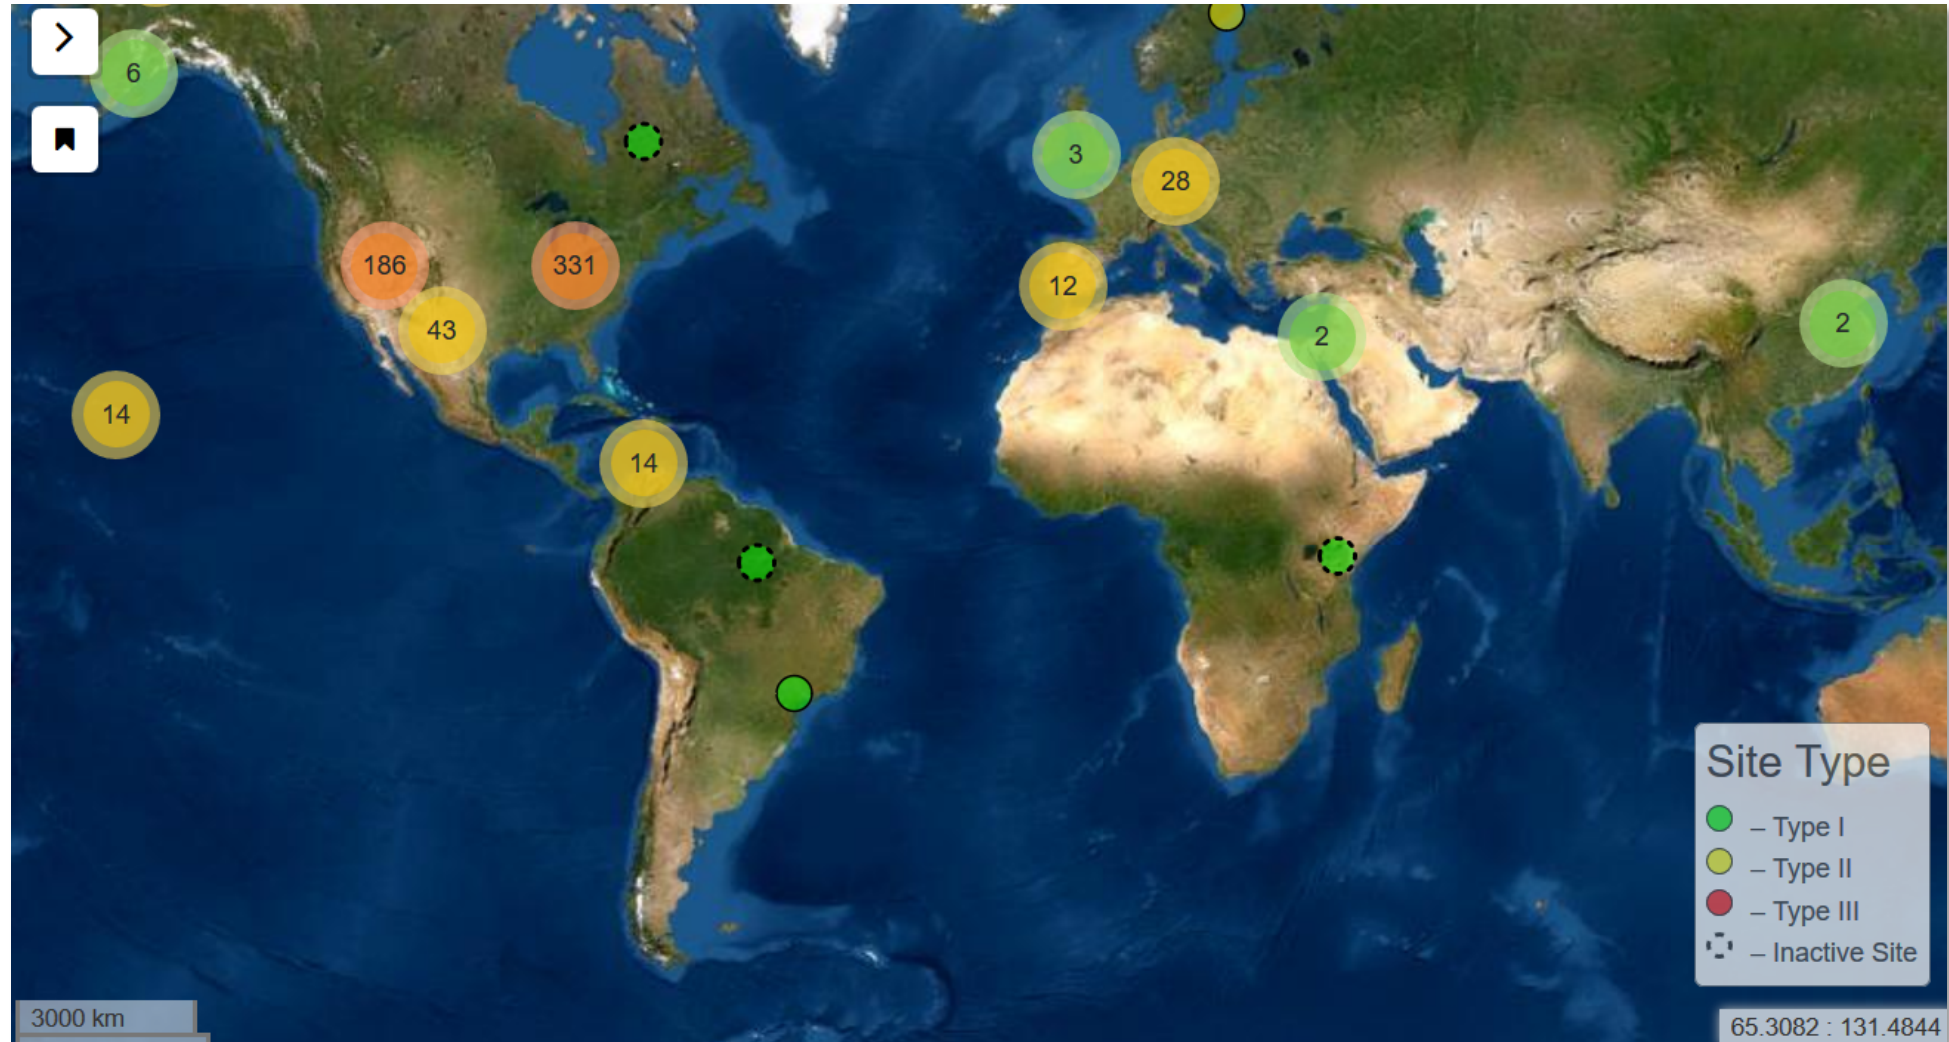 6
3
28
186
331
12
43
2
2
14
14
Site Type
– Type I
– Type II
– Type III
– Inactive Site
3000 km
65.3082 : 131.4844